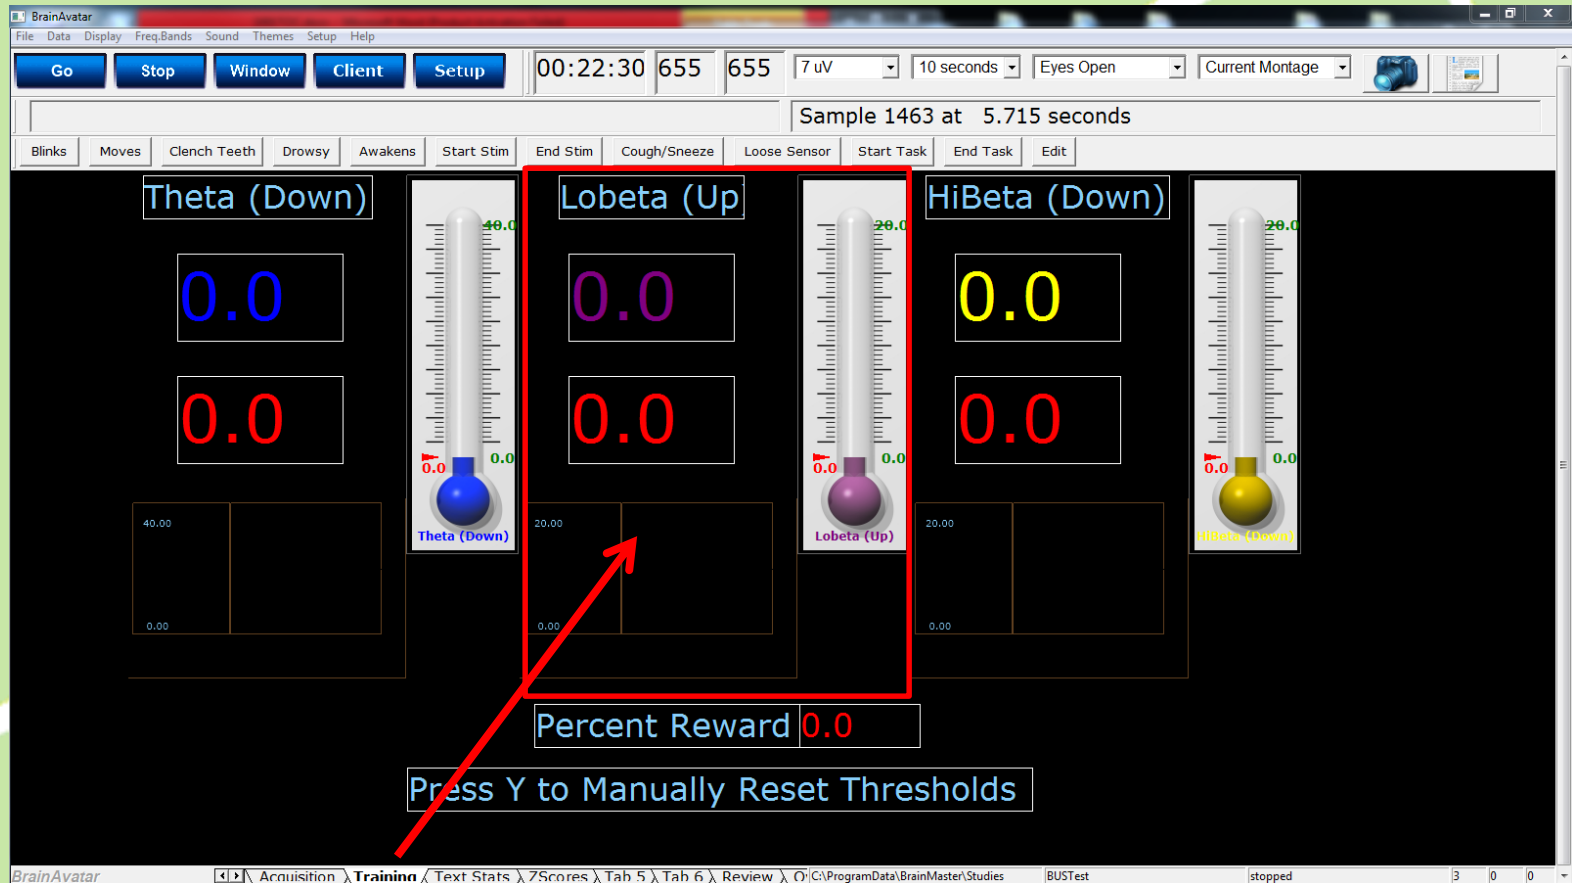 BrainAvatar
File Data Display Freq.Bands Sound Themes Setup Help
Go Stop Window Client Setup 00:22:30 655 655 7 uV 10 seconds Eyes Open Current Montage
Sample 1463 at 5.715 seconds
Blinks Moves Clench Teeth Drowsy Awakens Start Stim End Stim Cough/Sneeze Loose Sensor Start Task End Task Edit
Theta (Down) Lobeta (Up) HiBeta (Down)
40.0 20.0 20.0
0.0 0.0 0.0
0.0 0.0 0.0
0.0 0.0 0.0 0.0 0.0 0.0
Theta (Down) Lobeta (Up) HiBeta (Down)
40.00 20.00 20.00
0.00 0.00 0.00
Percent Reward 0.0
Press Y to Manually Reset Thresholds
BrainAvatar Acquisition Training Text Stats ZScores Tab 5 Tab 6 Review C:\ProgramData\BrainMaster\Studies BUSTest stopped 3 0 0